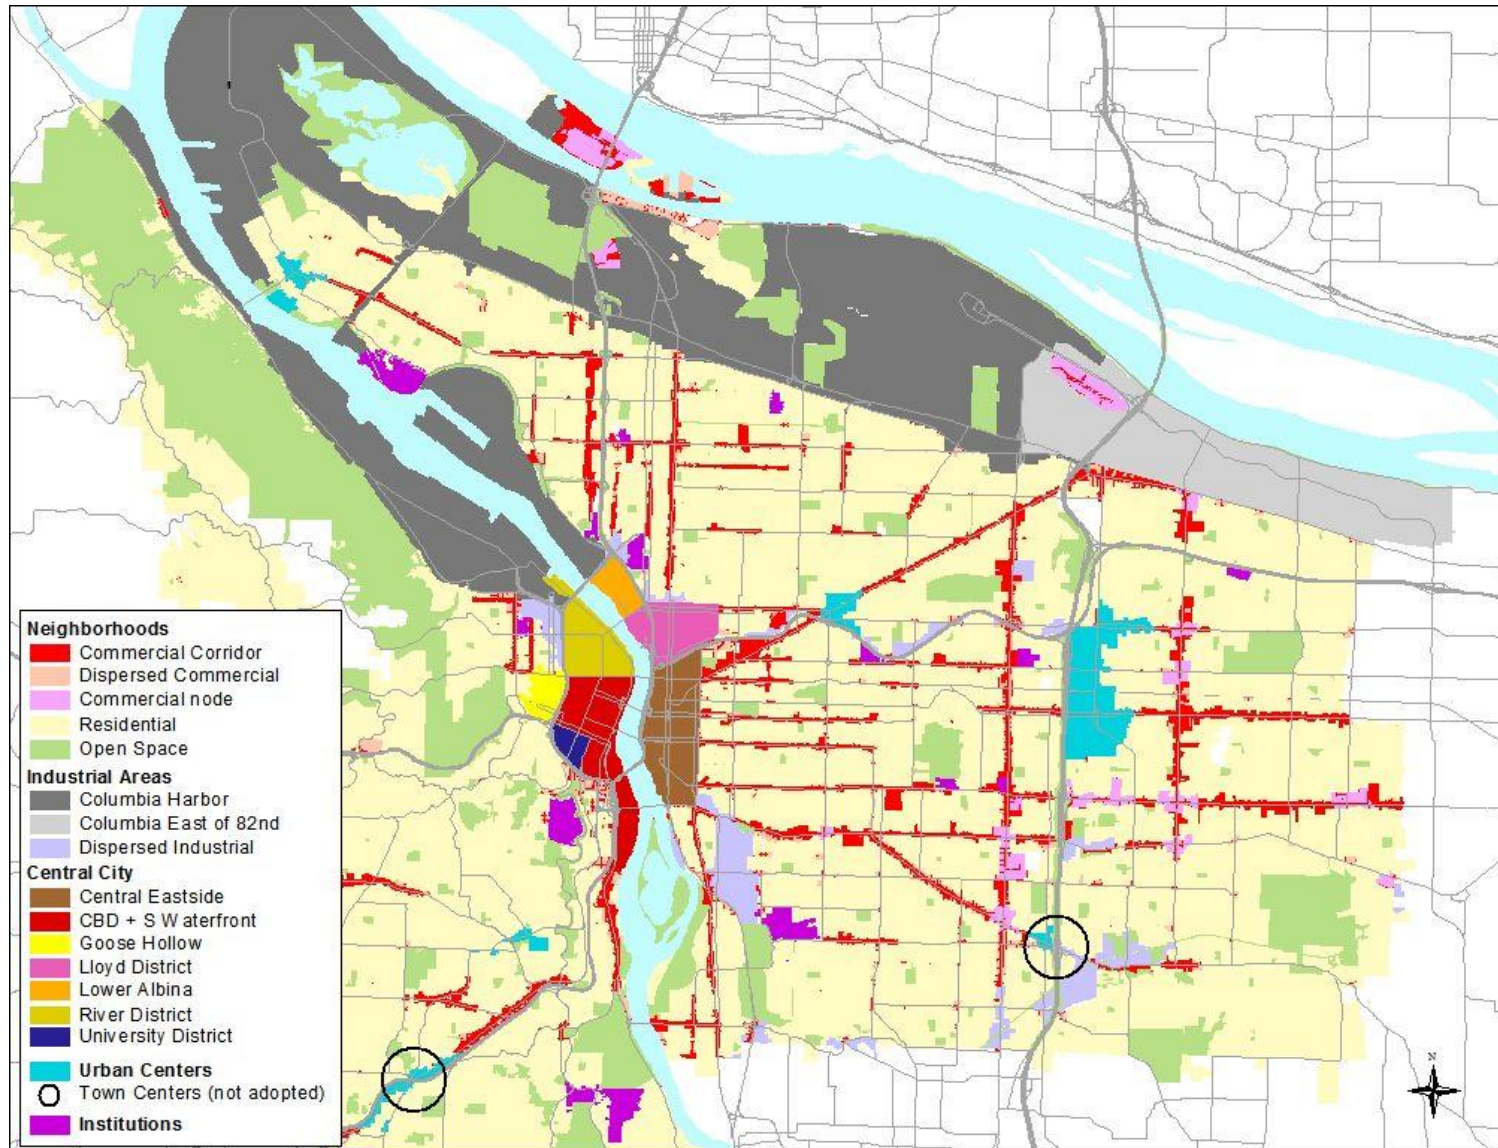 Neighborhoods
Commercial Corridor
Dispersed Commercial
Commercial node
Residential
Open Space
Industrial Areas
Columbia Harbor
Columbia East of 82nd
Dispersed Industrial
Central City
Central Eastside
CBD + S Waterfront
Goose Hollow
Lloyd District
Lower Albina
River District
University District
Urban Centers
Town Centers (not adopted)
Institutions
N